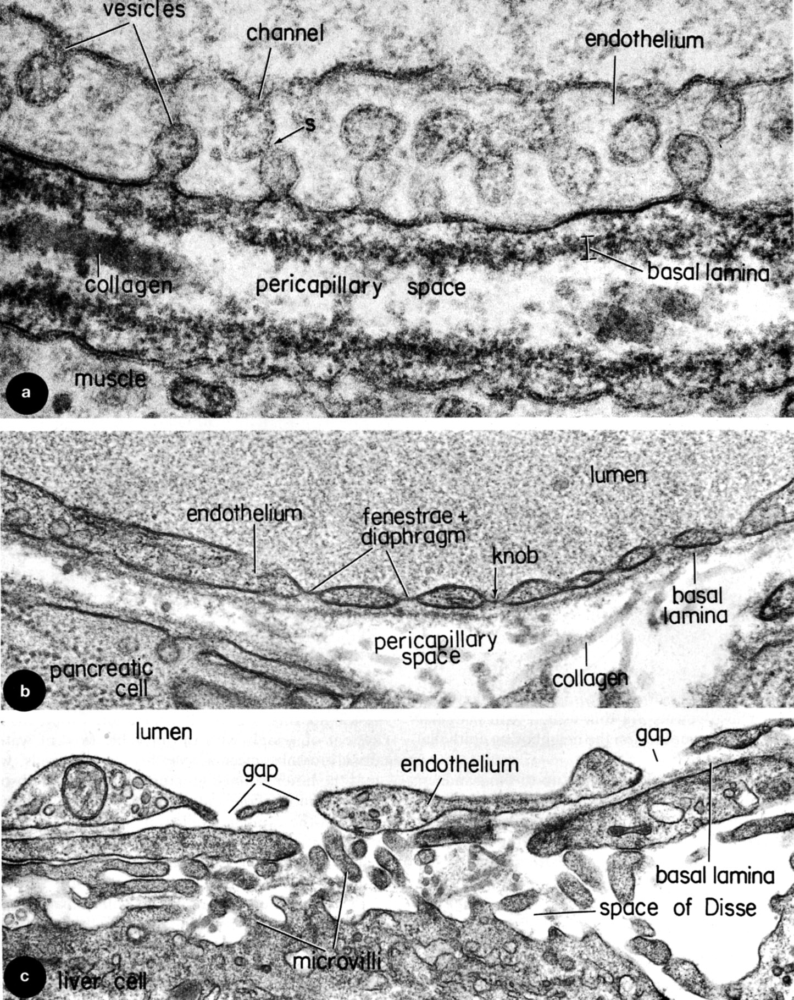 vesicles
channel
endothelium
s
collagen
pericapillary space
basal lamina
muscle
a
lumen
endothelium
fenestrae +
diaphragm
knob
basal
lamina
pericapillary
space
collagen
pancreatic
cell
b
lumen
gap
gap
endothelium
basal lamina
space of Disse
microvilli
liver cell
c